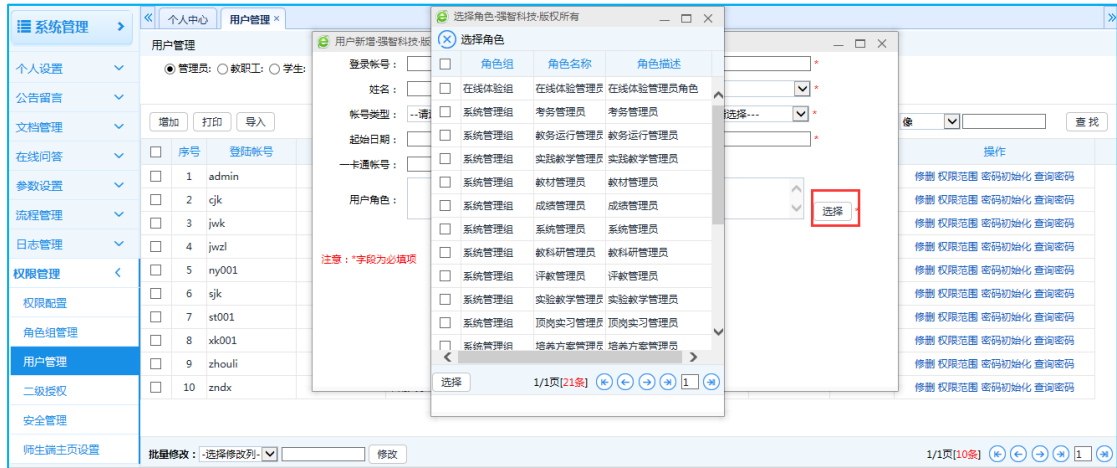 系统管理
个人中心 用户管理
用户管理
管理员: 教职工: 学生:
个人设置
公告留言
文档管理
在线问答
参数设置
流程管理
日志管理
权限管理
权限配置
角色组管理
用户管理
二级授权
安全管理
师生端主页设置
增加 打印 导入
像 查 找
序号 登陆帐号 操作
1 admin 修删 权限范围 密码初始化 查询密码
2 cjk 修删 权限范围 密码初始化 查询密码
3 jwk 修删 权限范围 密码初始化 查询密码
4 jwzl 修删 权限范围 密码初始化 查询密码
5 ny001 修删 权限范围 密码初始化 查询密码
6 sjk 修删 权限范围 密码初始化 查询密码
7 st001 修删 权限范围 密码初始化 查询密码
8 xk001 修删 权限范围 密码初始化 查询密码
9 zhouli 修删 权限范围 密码初始化 查询密码
10 zndx 修删 权限范围 密码初始化 查询密码
批量修改： -选择修改列- 修改
1/1页[10条] 1
用户新增-强智科技·版
登录帐号： *
姓名： *
帐号类型： --请 选择--- *
起始日期： *
一卡通帐号：
用户角色： 选择 *
注意：*字段为必填项
选择角色-强智科技·版权所有
选择角色
角色组 角色名称 角色描述
在线体验组 在线体验管理员 在线体验管理员角色
系统管理组 考务管理员 考务管理员
系统管理组 教务运行管理员 教务运行管理员
系统管理组 实践教学管理员 实践教学管理员
系统管理组 教材管理员 教材管理员
系统管理组 成绩管理员 成绩管理员
系统管理组 系统管理员 系统管理员
系统管理组 教科研管理员 教科研管理员
系统管理组 评教管理员 评教管理员
系统管理组 实验教学管理员 实验教学管理员
系统管理组 顶岗实习管理员 顶岗实习管理员
系统管理组 培养方案管理员 培养方案管理员
选择 1/1页[21条] 1